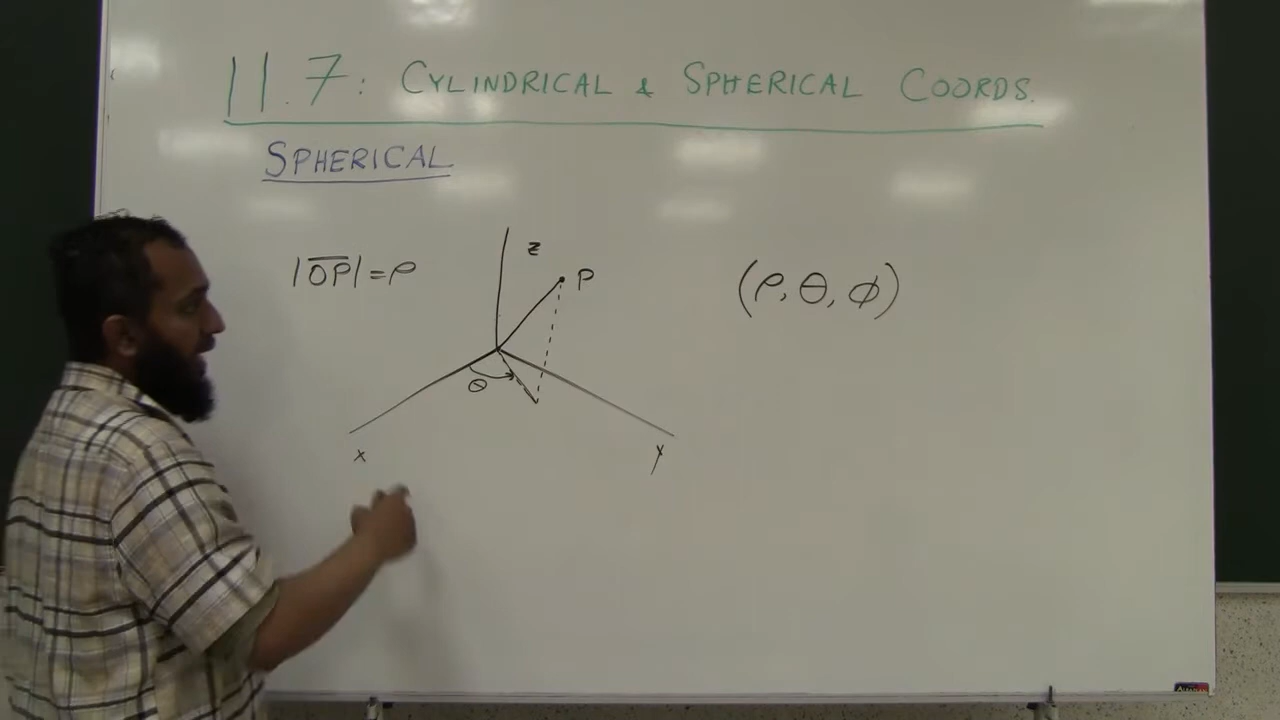 11.7: CYLINDRICAL & SPHERICAL COORDS.
SPHERICAL
|OP| = ρ
z
P
(ρ, θ, ϕ)
θ
x
y